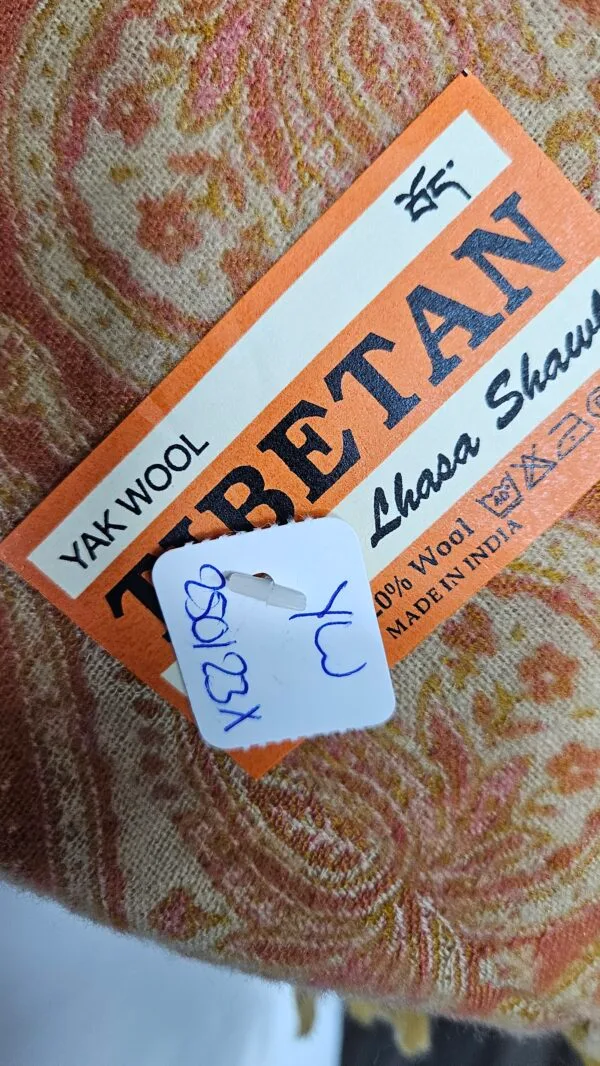 YAK WOOL བོད་
TIBETAN
Lhasa Shawl
Wool
MADE IN INDIA
YW
250123X